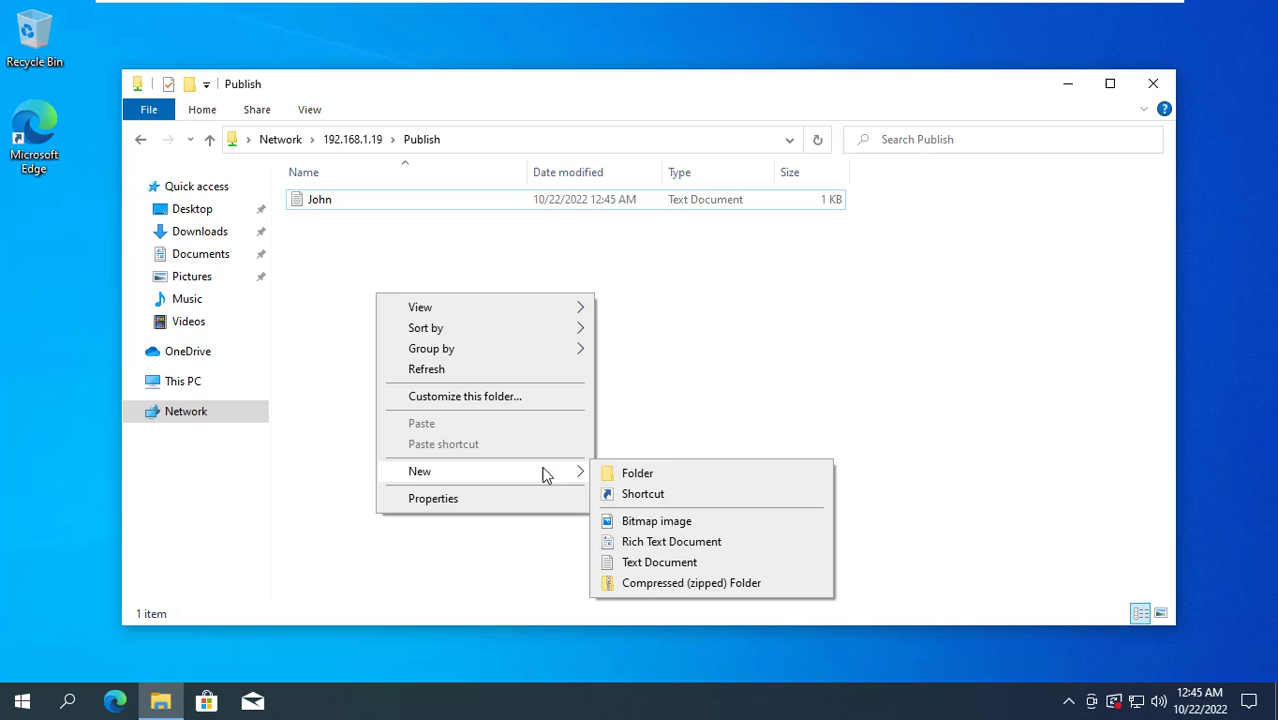 Recycle Bin
Microsoft
Edge
Publish
File Home Share View
Network 192.168.1.19 Publish
Search Publish
Name Date modified Type Size
John 10/22/2022 12:45 AM Text Document 1 KB
Quick access
Desktop
Downloads
Documents
Pictures
Music
Videos
OneDrive
This PC
Network
View
Sort by
Group by
Refresh
Customize this folder...
Paste
Paste shortcut
New
Properties
Folder
Shortcut
Bitmap image
Rich Text Document
Text Document
Compressed (zipped) Folder
1 item
12:45 AM
10/22/2022